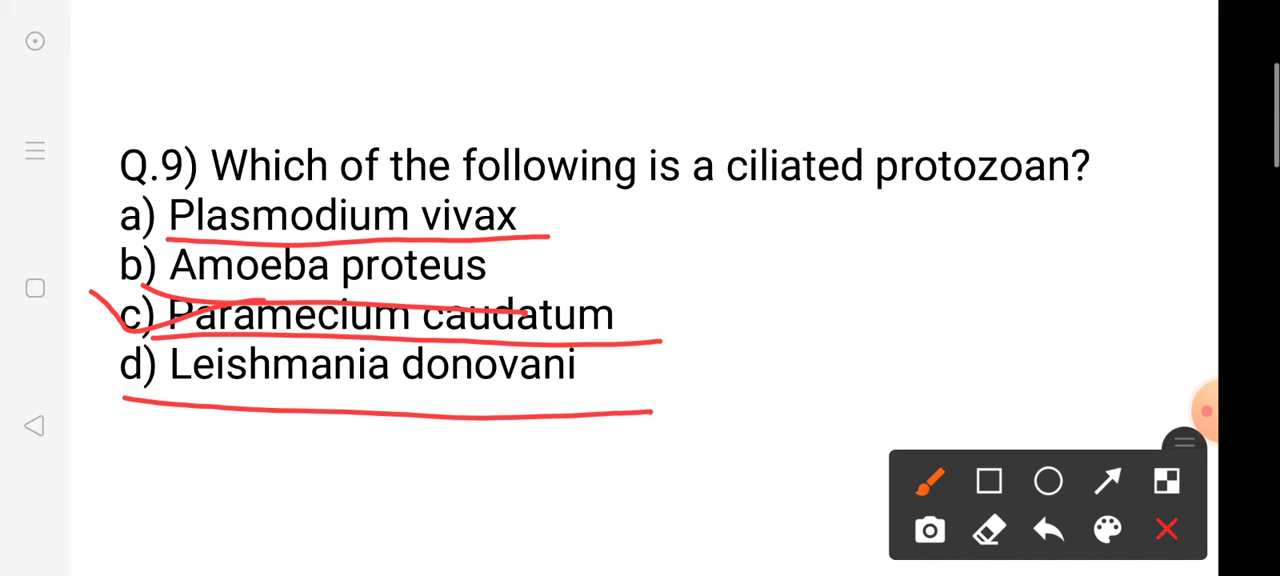 Q.9) Which of the following is a ciliated protozoan?
a) Plasmodium vivax
b) Amoeba proteus
c) Paramecium caudatum
d) Leishmania donovani